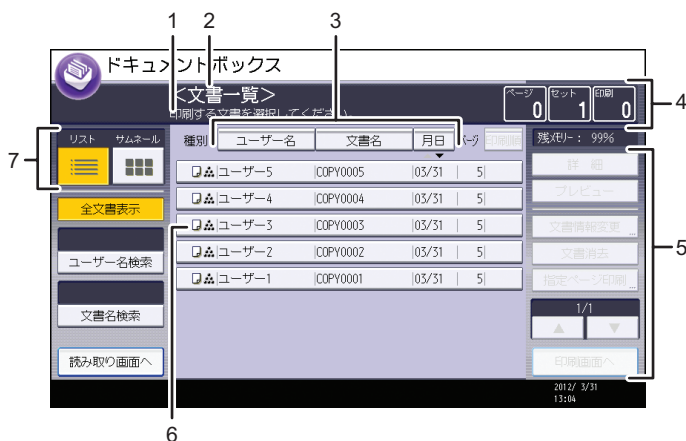 1 2 3
ドキュメントボックス
<文書一覧>
印刷する文書を選択してください。
ページ セット 印刷
0 1 0
4
7
リスト サムネール
種別 ユーザー名 文書名 月日 ページ 印刷順
残メモリー: 99%
全文書表示
ユーザー名検索
文書名検索
読み取り画面へ
ユーザー5 COPY0005 03/31 5
ユーザー4 COPY0004 03/31 5
ユーザー3 COPY0003 03/31 5
ユーザー2 COPY0002 03/31 5
ユーザー1 COPY0001 03/31 5
詳 細
プレビュー
文書情報変更
文書消去
指定ページ印刷
1/1
印刷画面へ
5
2012/ 3/31
13:04
6